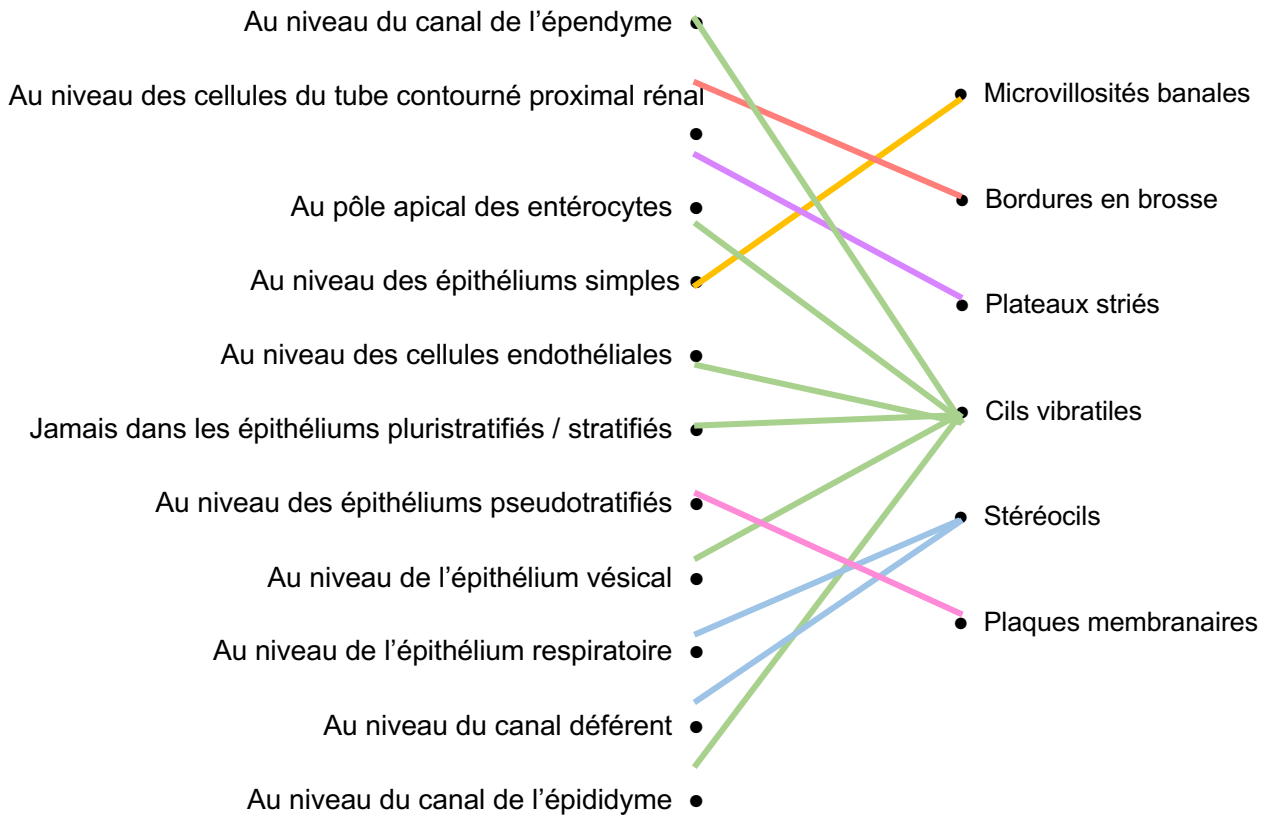 Au niveau du canal de l’épendyme
Au niveau des cellules du tube contourné proximal rénal
Au pôle apical des entérocytes
Au niveau des épithéliums simples
Au niveau des cellules endothéliales
Jamais dans les épithéliums pluristratifiés / stratifiés
Au niveau des épithéliums pseudotratifiés
Au niveau de l’épithélium vésical
Au niveau de l’épithélium respiratoire
Au niveau du canal déférent
Au niveau du canal de l’épididyme
Microvillosités banales
Bordures en brosse
Plateaux striés
Cils vibratiles
Stéréocils
Plaques membranaires